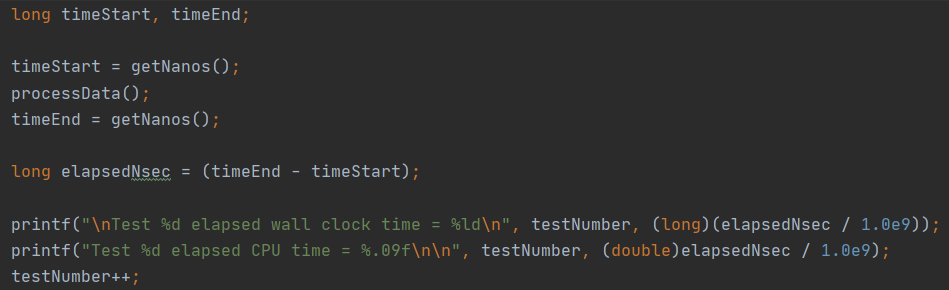 long timeStart, timeEnd;
timeStart = getNanos();
processData();
timeEnd = getNanos();
long elapsedNsec = (timeEnd - timeStart);
printf("\nTest %d elapsed wall clock time = %ld\n", testNumber, (long)(elapsedNsec / 1.0e9));
printf("Test %d elapsed CPU time = %.09f\n\n", testNumber, (double)elapsedNsec / 1.0e9);
testNumber++;